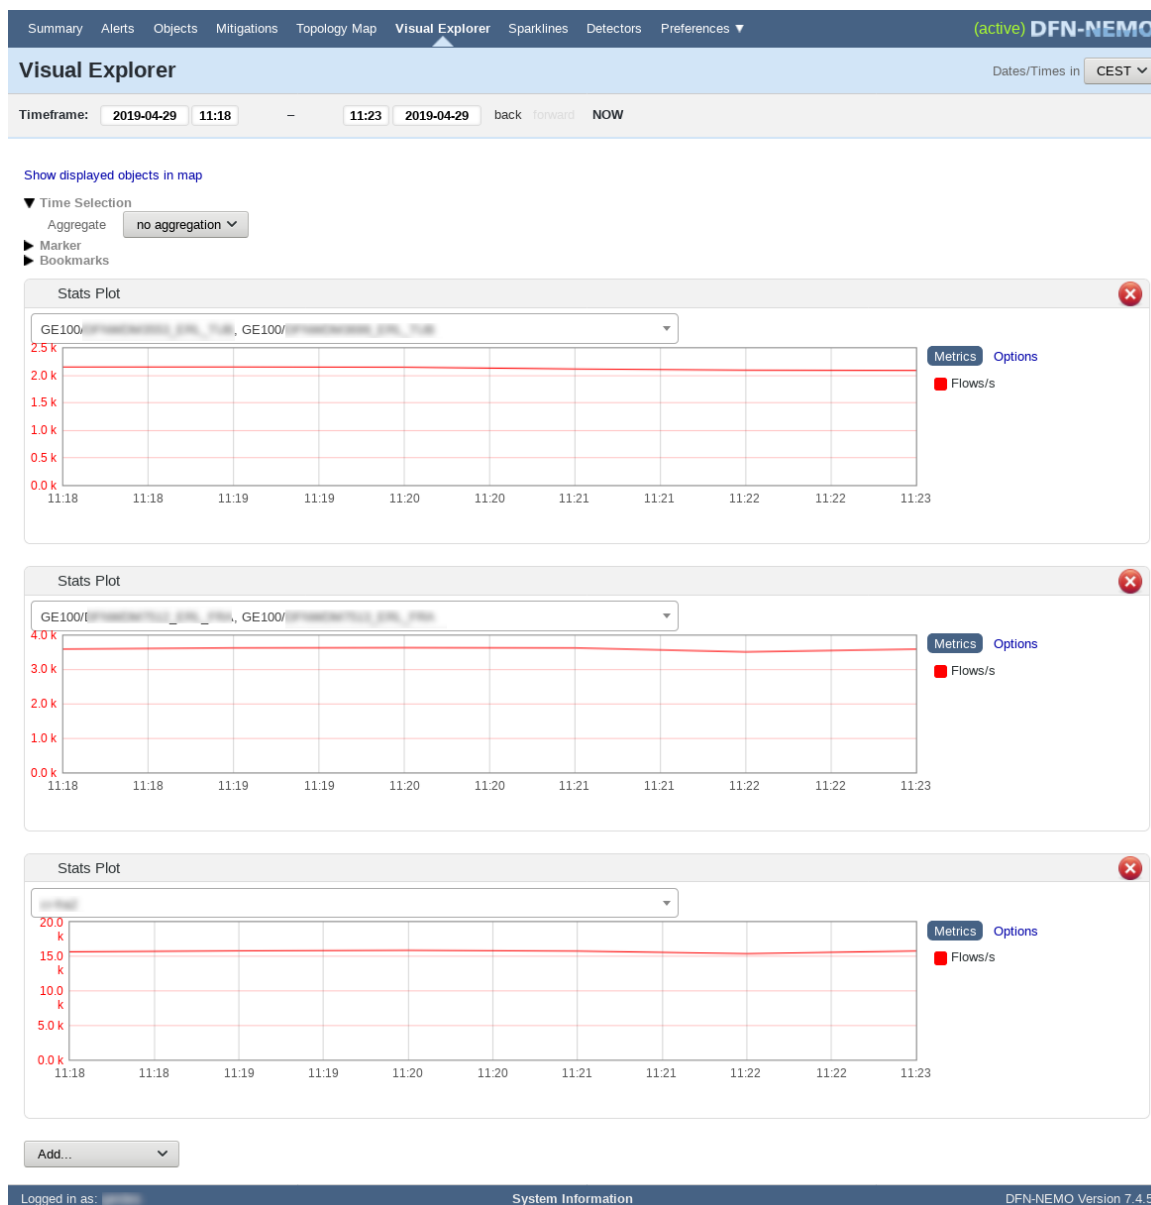 Summary Alerts Objects Mitigations Topology Map Visual Explorer Sparklines Detectors Preferences ▼ (active) DFN-NEMO
Visual Explorer Dates/Times in CEST
Timeframe: 2019-04-29 11:18 – 11:23 2019-04-29 back forward NOW
Show displayed objects in map
▼ Time Selection
Aggregate no aggregation
▶ Marker
▶ Bookmarks
Stats Plot
GE100/ , GE100/
2.5 k
Metrics Options
2.0 k
Flows/s
1.5 k
1.0 k
0.5 k
0.0 k
11:18 11:18 11:19 11:19 11:20 11:20 11:21 11:21 11:22 11:22 11:23
Stats Plot
GE100/ , GE100/
4.0 k
Metrics Options
3.0 k
Flows/s
2.0 k
1.0 k
0.0 k
11:18 11:18 11:19 11:19 11:20 11:20 11:21 11:21 11:22 11:22 11:23
Stats Plot
20.0
k
Metrics Options
15.0
k
Flows/s
10.0
k
5.0 k
0.0 k
11:18 11:18 11:19 11:19 11:20 11:20 11:21 11:21 11:22 11:22 11:23
Add...
Logged in as: System Information DFN-NEMO Version 7.4.5